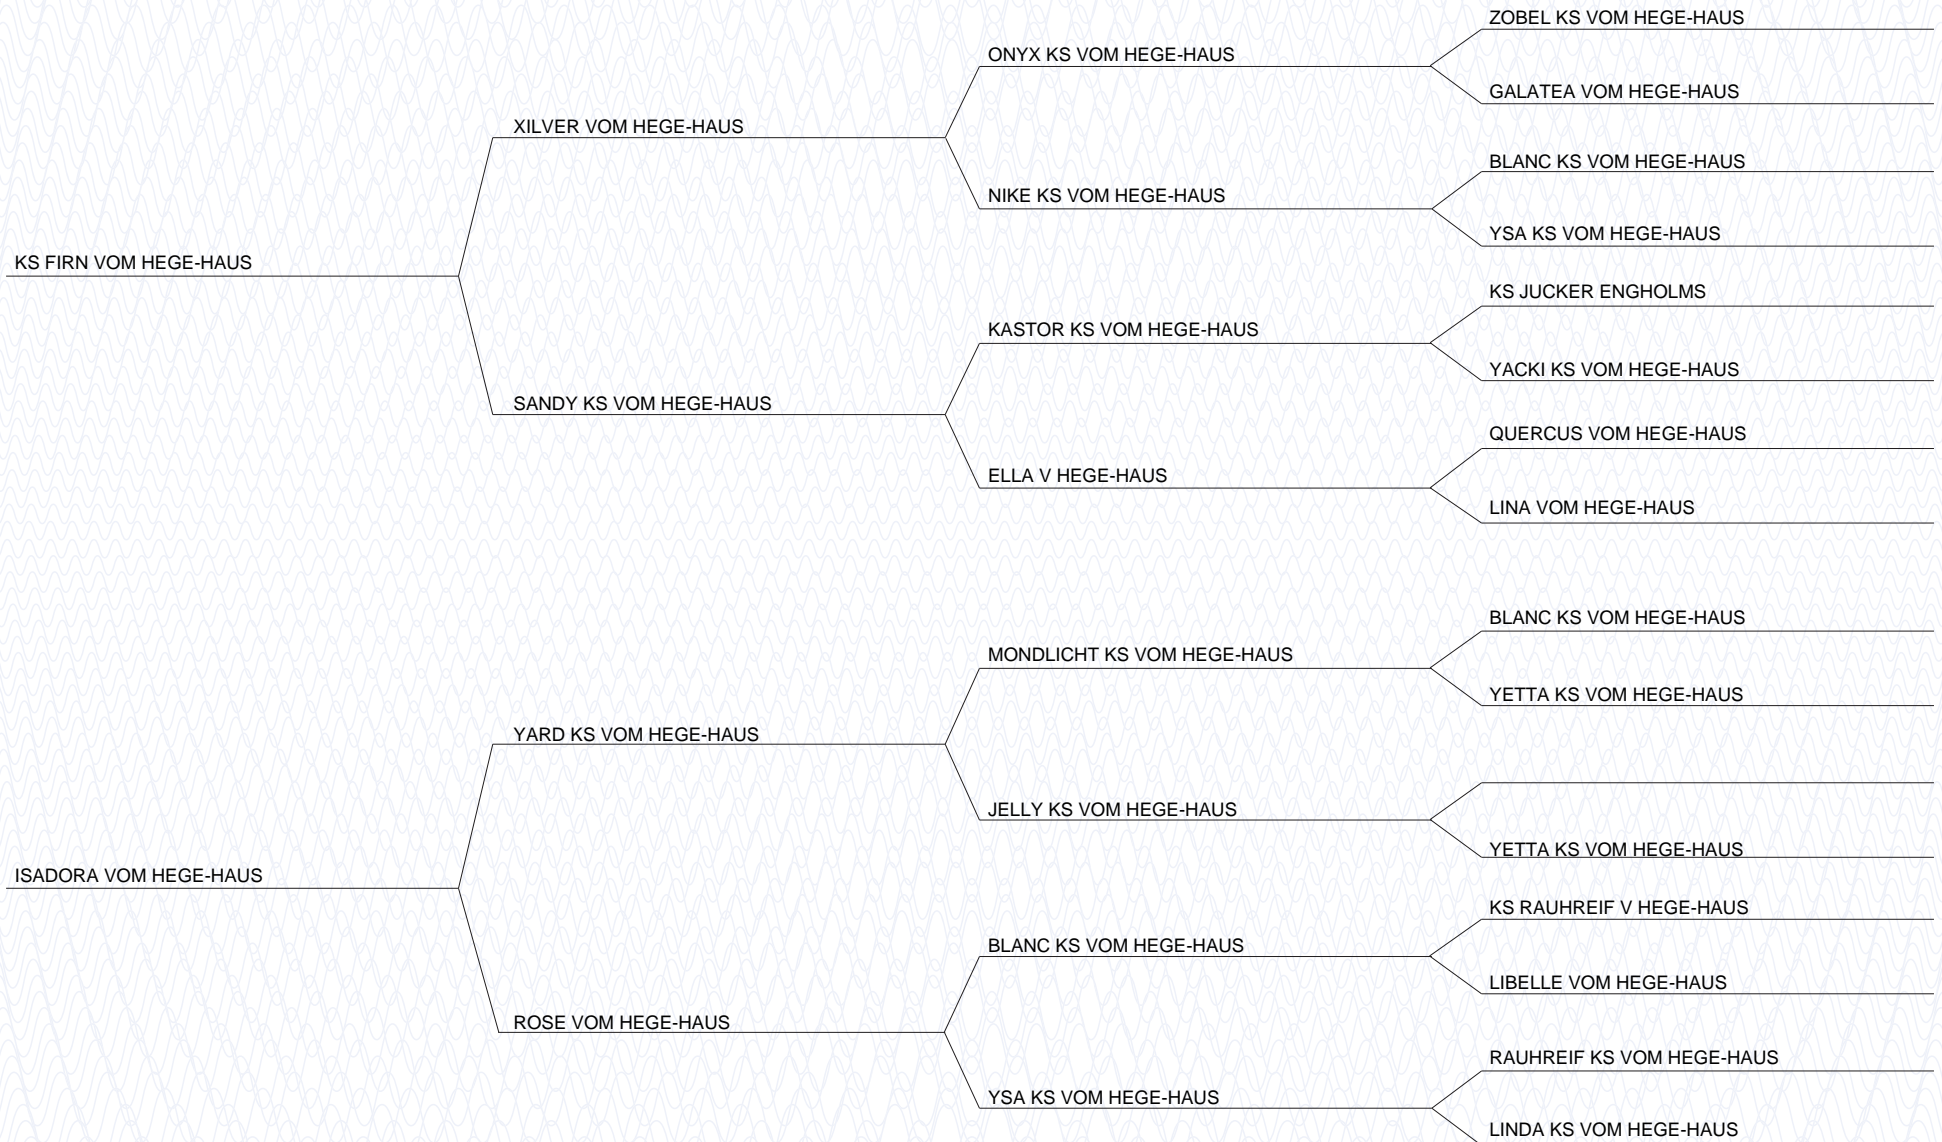 ZOBEL KS VOM HEGE-HAUS
ONYX KS VOM HEGE-HAUS
GALATEA VOM HEGE-HAUS
XILVER VOM HEGE-HAUS
BLANC KS VOM HEGE-HAUS
NIKE KS VOM HEGE-HAUS
YSA KS VOM HEGE-HAUS
KS FIRN VOM HEGE-HAUS
KS JUCKER ENGHOLMS
KASTOR KS VOM HEGE-HAUS
YACKI KS VOM HEGE-HAUS
SANDY KS VOM HEGE-HAUS
QUERCUS VOM HEGE-HAUS
ELLA V HEGE-HAUS
LINA VOM HEGE-HAUS
BLANC KS VOM HEGE-HAUS
MONDLICHT KS VOM HEGE-HAUS
YETTA KS VOM HEGE-HAUS
YARD KS VOM HEGE-HAUS
JELLY KS VOM HEGE-HAUS
YETTA KS VOM HEGE-HAUS
ISADORA VOM HEGE-HAUS
KS RAUHREIF V HEGE-HAUS
BLANC KS VOM HEGE-HAUS
LIBELLE VOM HEGE-HAUS
ROSE VOM HEGE-HAUS
RAUHREIF KS VOM HEGE-HAUS
YSA KS VOM HEGE-HAUS
LINDA KS VOM HEGE-HAUS